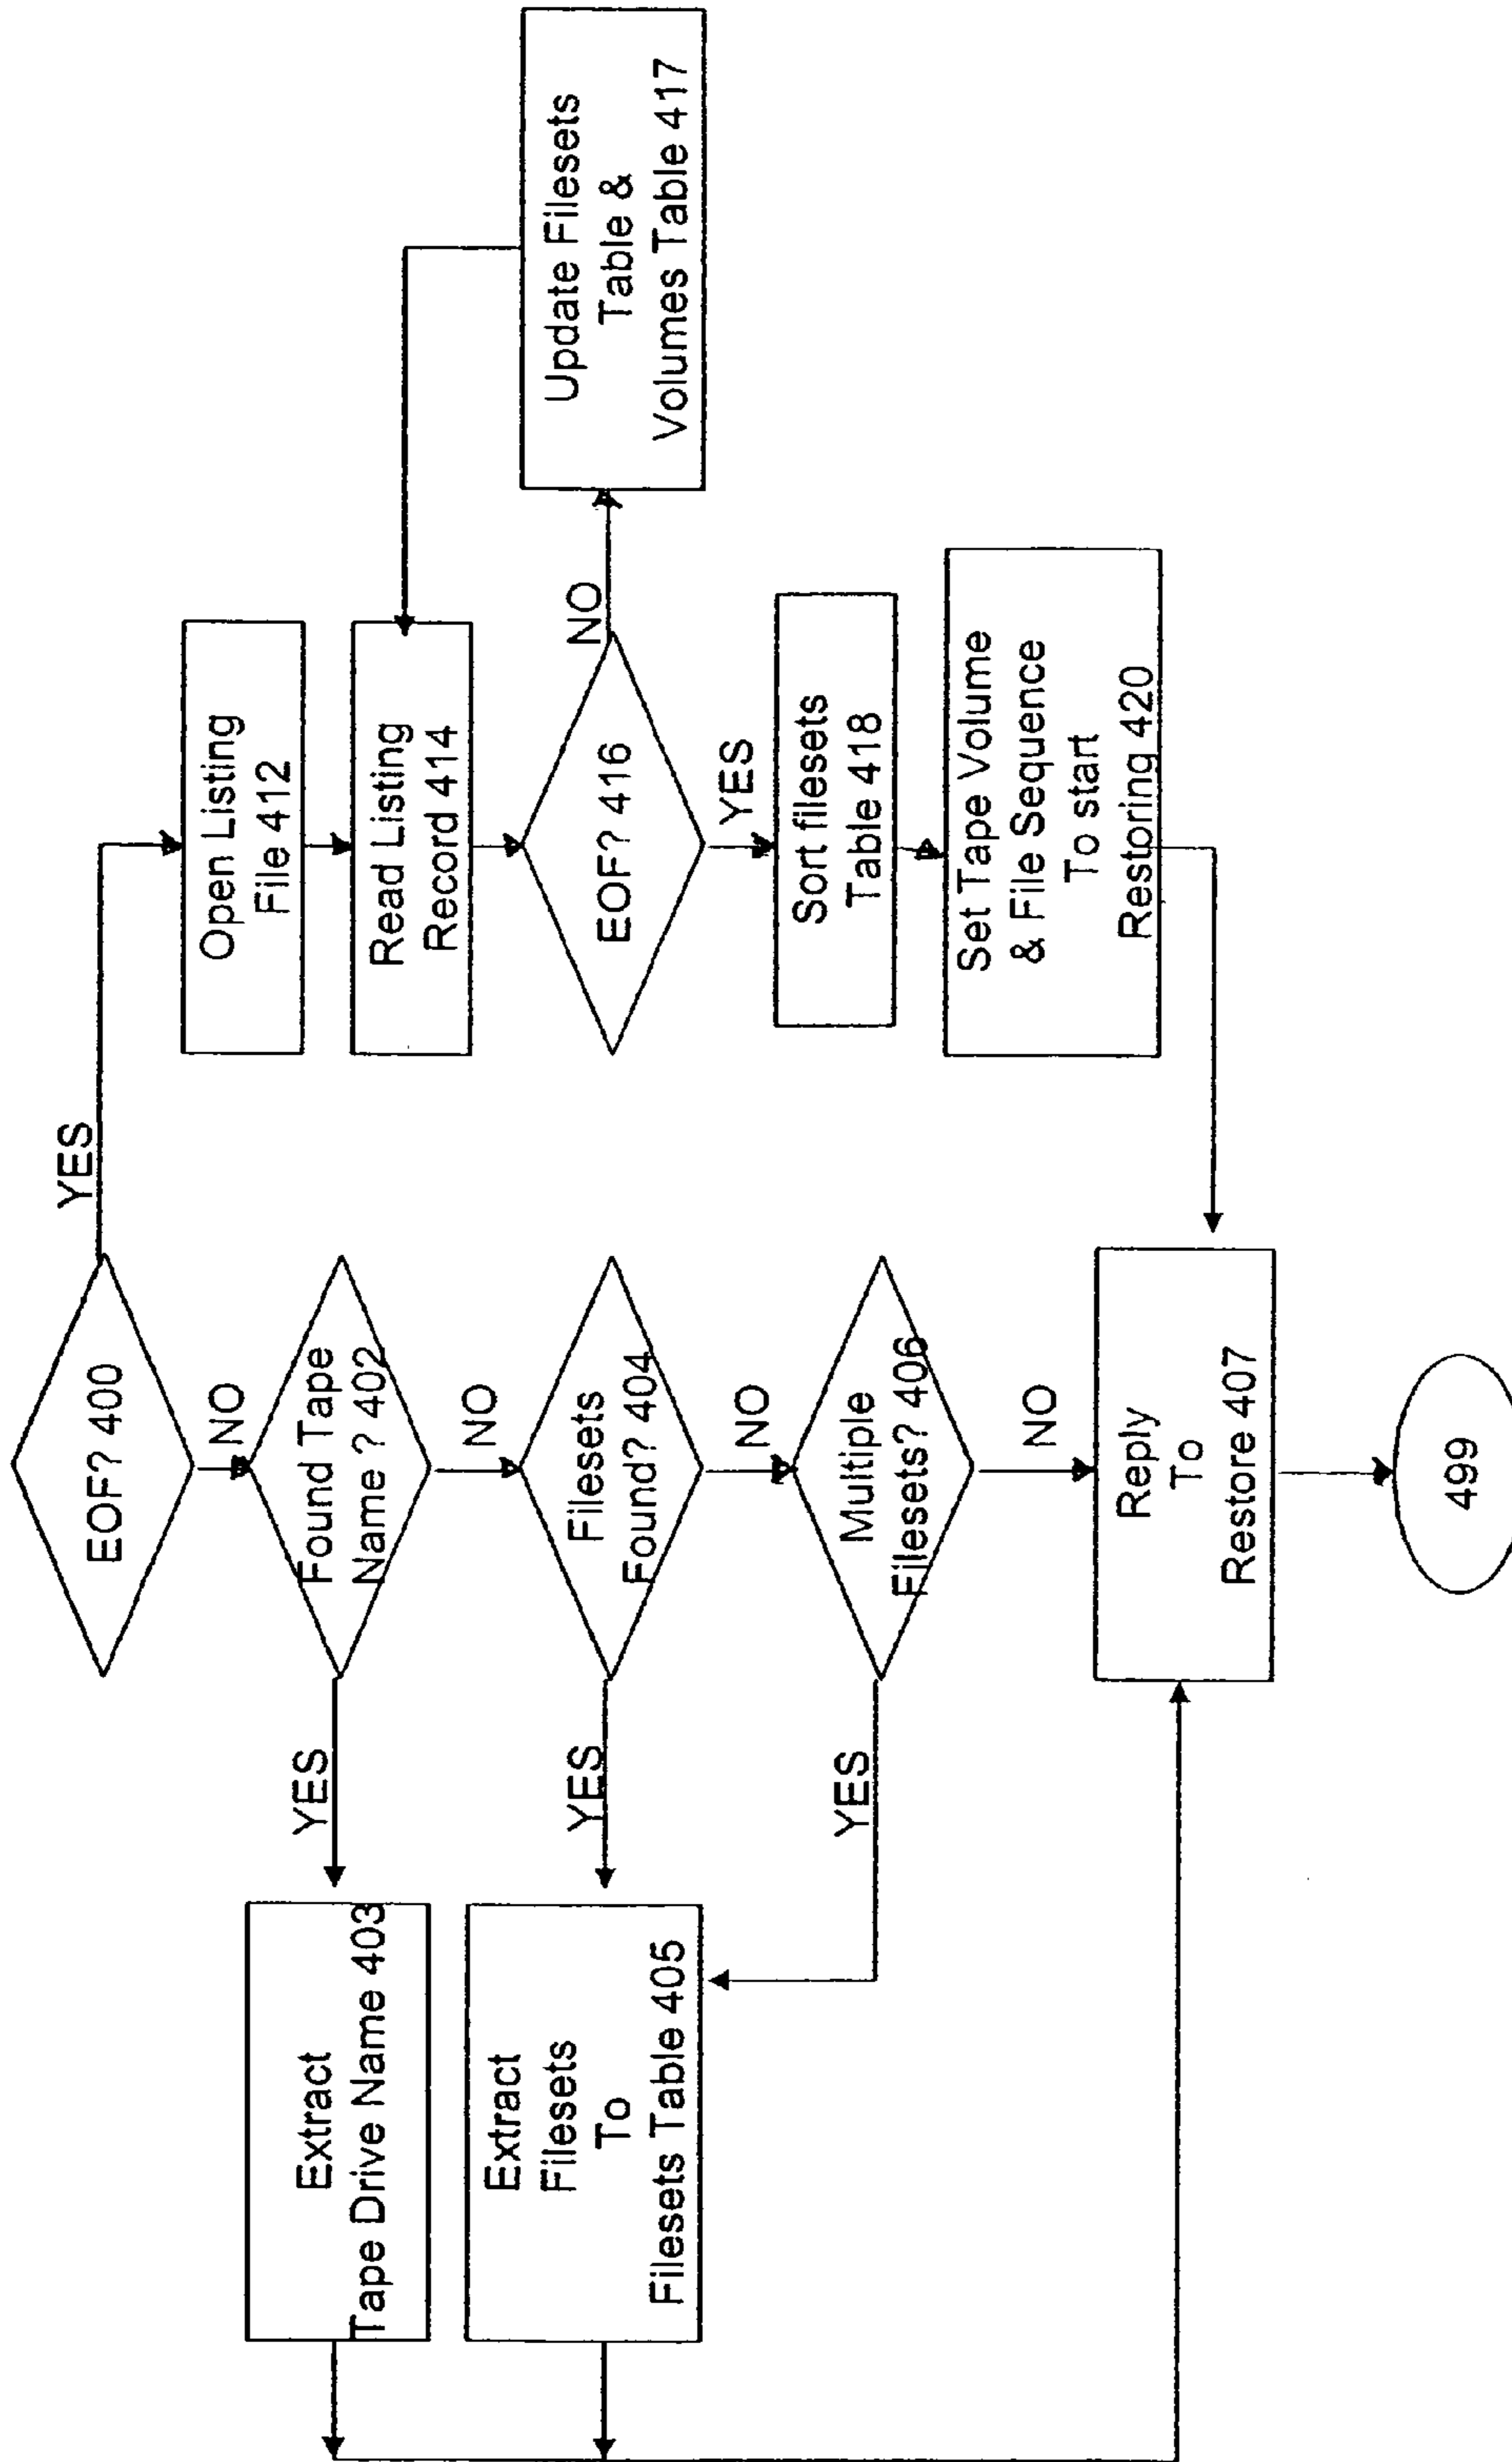 EOF? 400
YES
NO
Found Tape
Name ? 402
YES
Extract
Tape Drive Name 403
NO
Filesets
Found? 404
YES
Extract
Filesets
To
Filesets Table 405
NO
Multiple
Filesets? 406
YES
NO
Reply
To
Restore 407
499
Open Listing
File 412
Read Listing
Record 414
EOF? 416
NO
Update Filesets
Table &
Volumes Table 417
YES
Sort filesets
Table 418
Set Tape Volume
& File Sequence
To start
Restoring 420